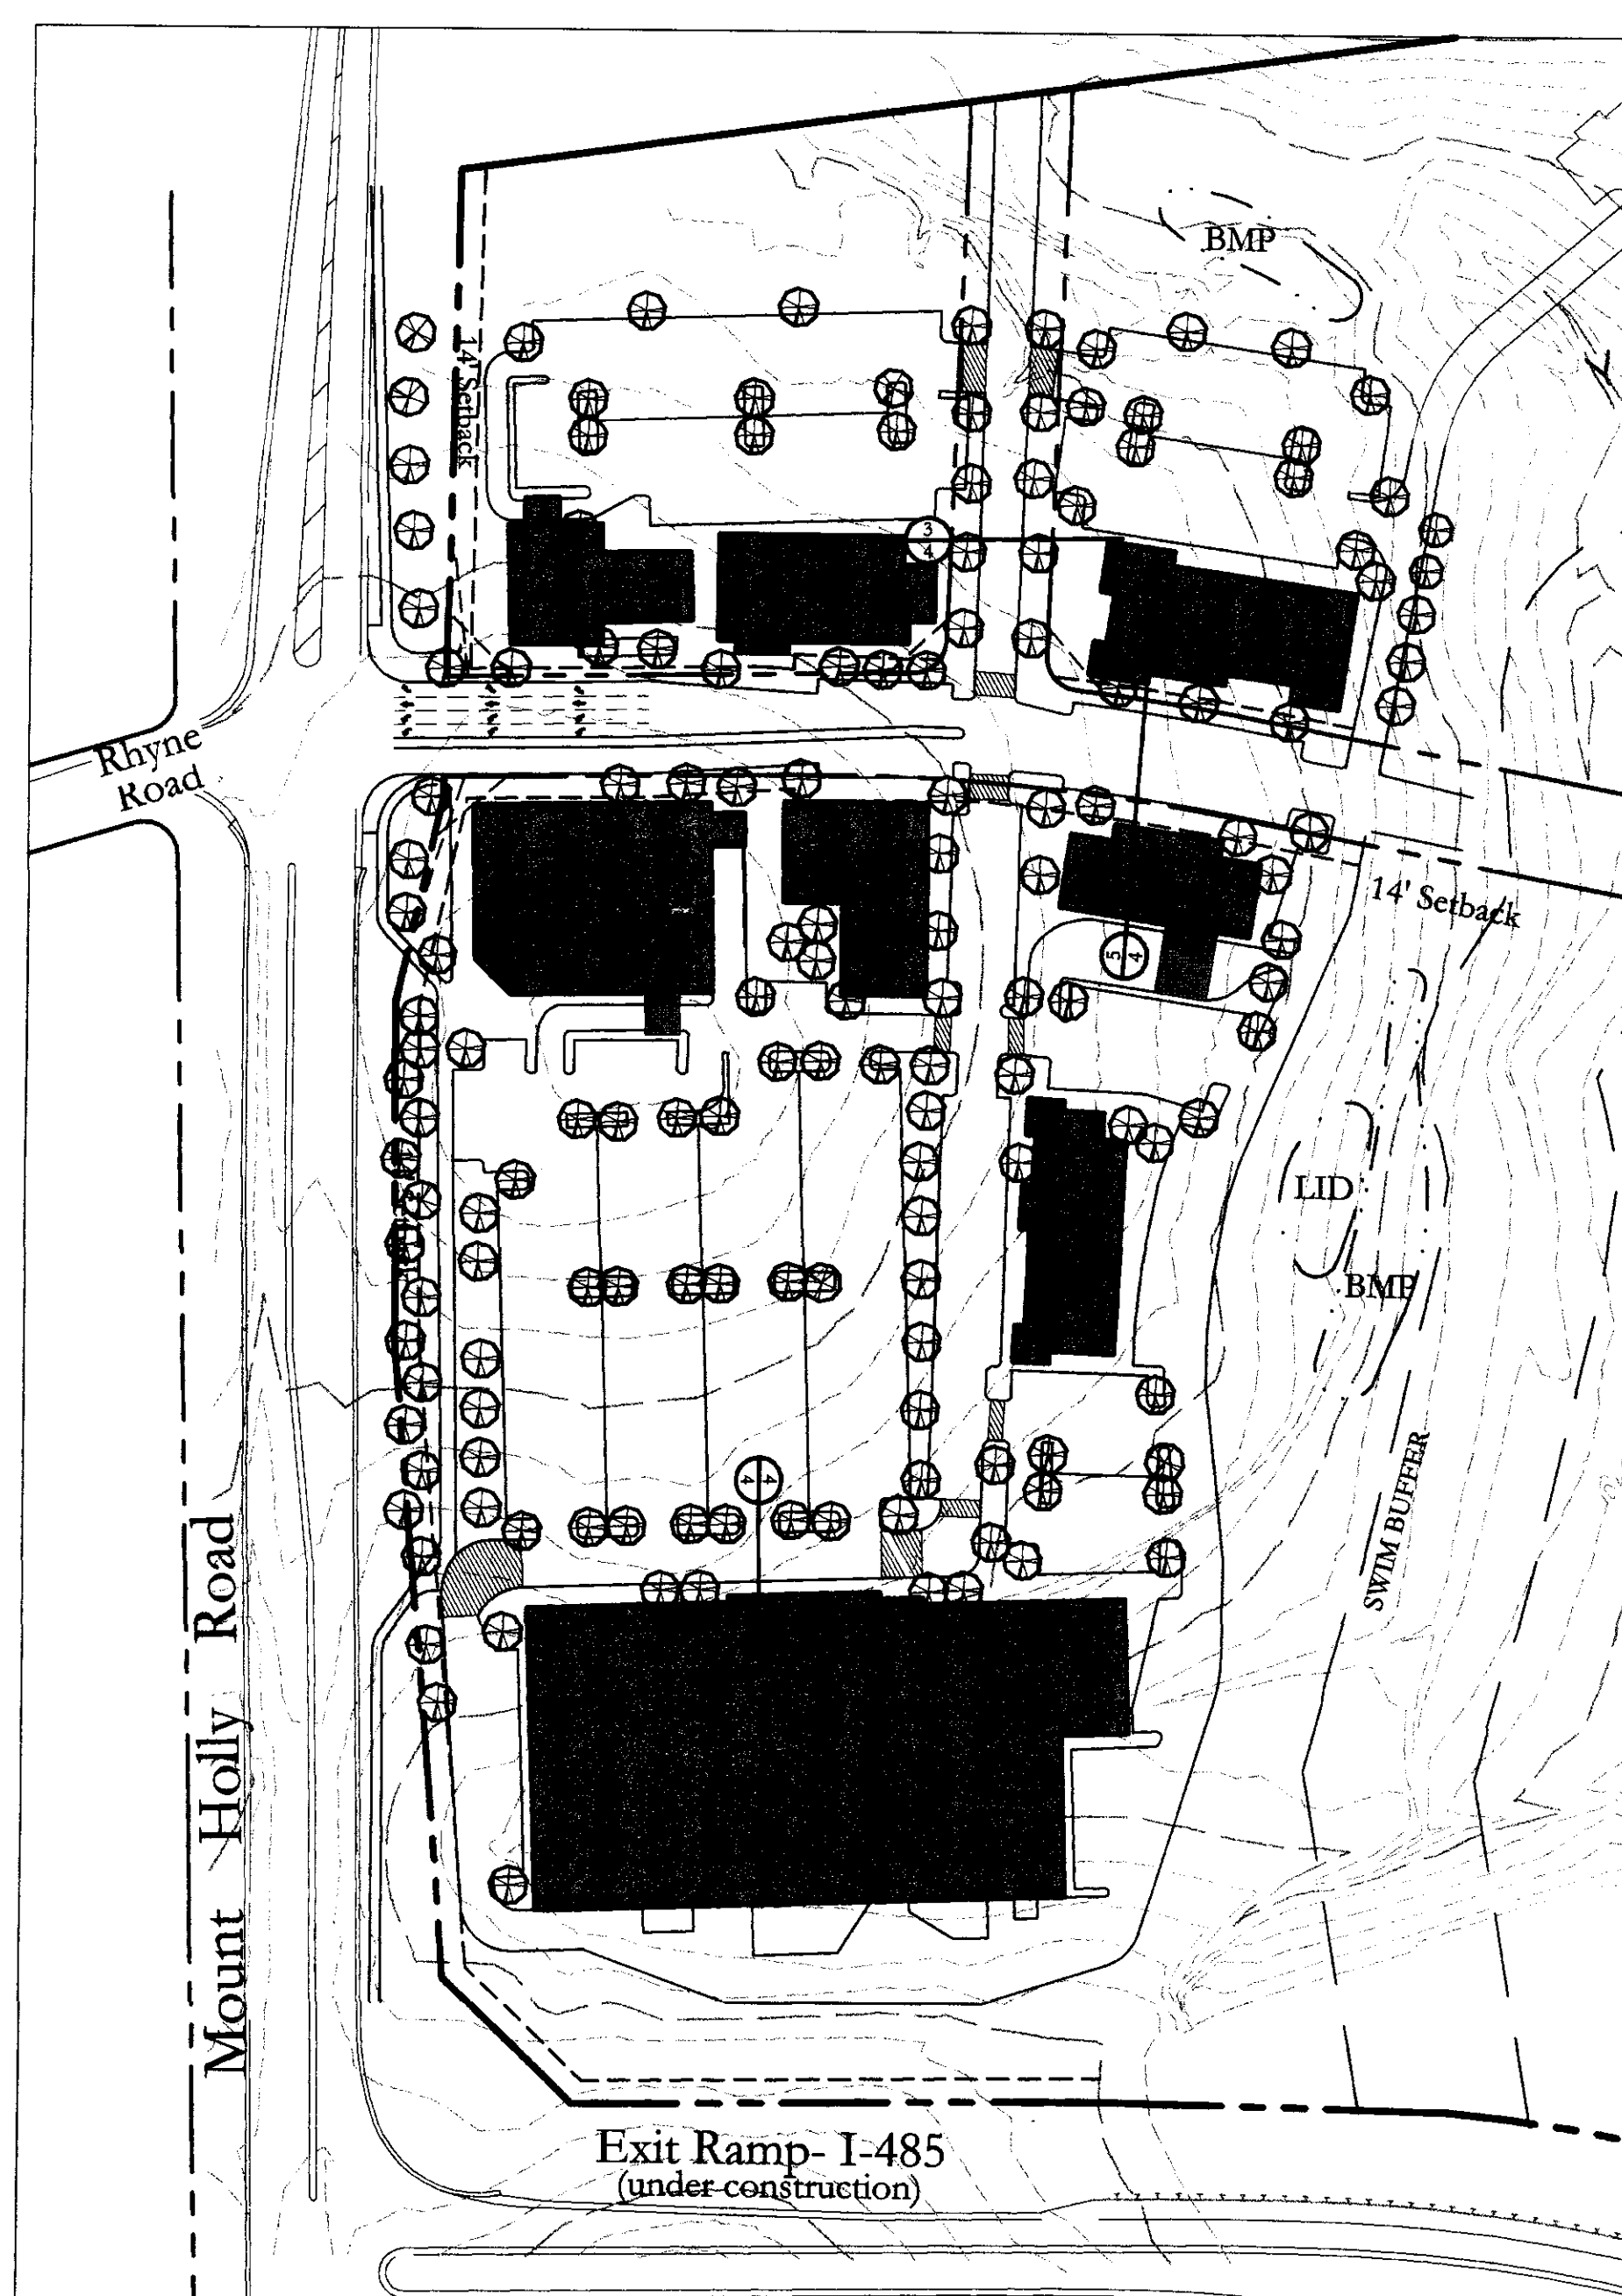 BMP
14' Setback
3
4
Rhyne
Road
14' Setback
5
4
LID
BMP
SWIM BUFFER
4
4
Mount Holly Road
Exit Ramp- I-485
(under construction)